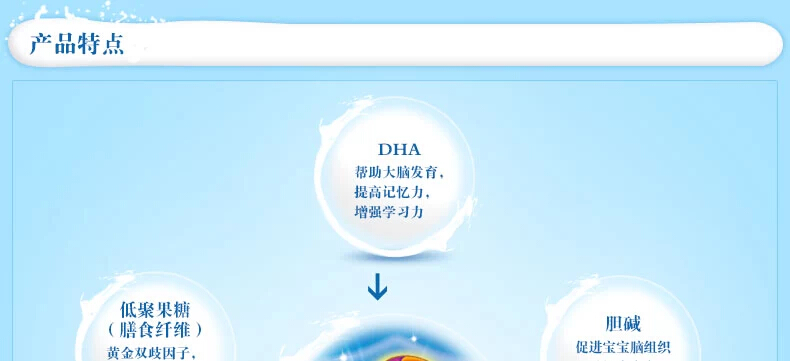 产品特点
DHA
帮助大脑发育，
提高记忆力，
增强学习力
低聚果糖
（膳食纤维）
黄金双歧因子，
胆碱
促进宝宝脑组织